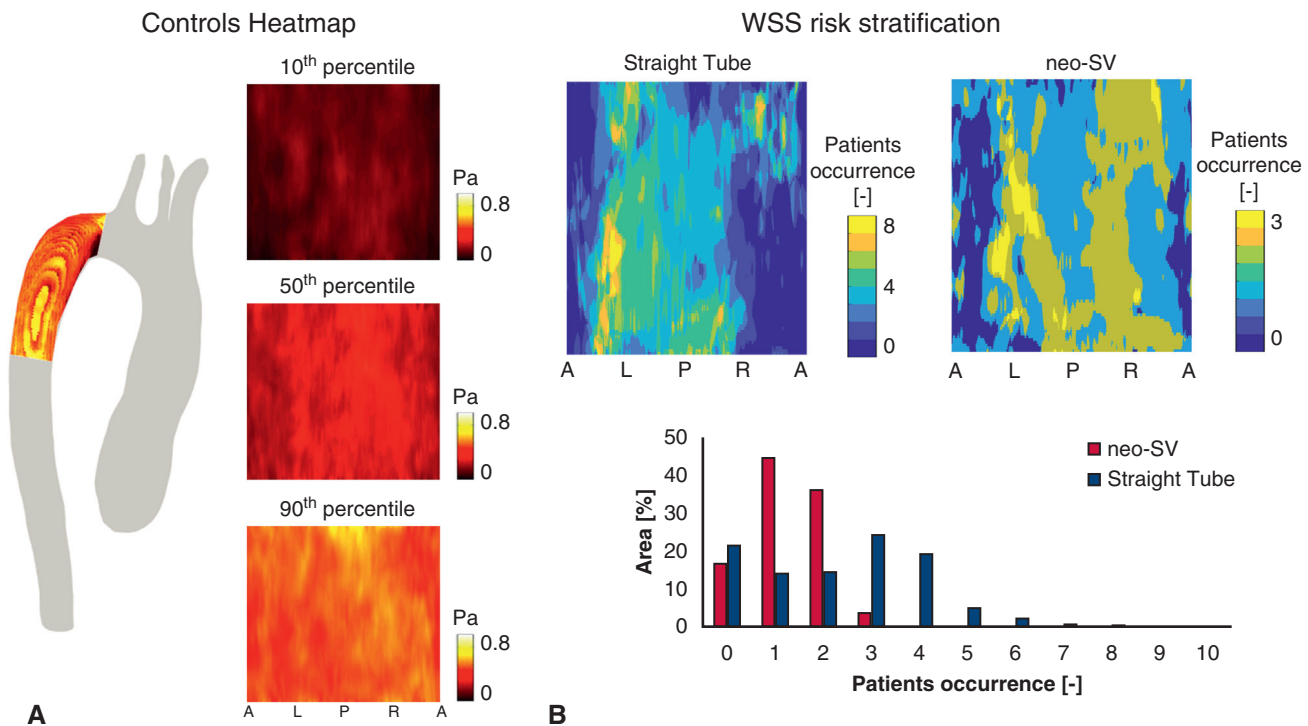 Controls Heatmap
10th percentile
Pa
0.8
0
50th percentile
Pa
0.8
0
90th percentile
Pa
0.8
0
A L P R A
A
WSS risk stratification
Straight Tube
Patients
occurrence
[-]
8
4
0
A L P R A
neo-SV
Patients
occurrence
[-]
3
0
A L P R A
50
40
30
20
10
0
Area [%]
neo-SV
Straight Tube
0 1 2 3 4 5 6 7 8 9 10
Patients occurrence [-]
B